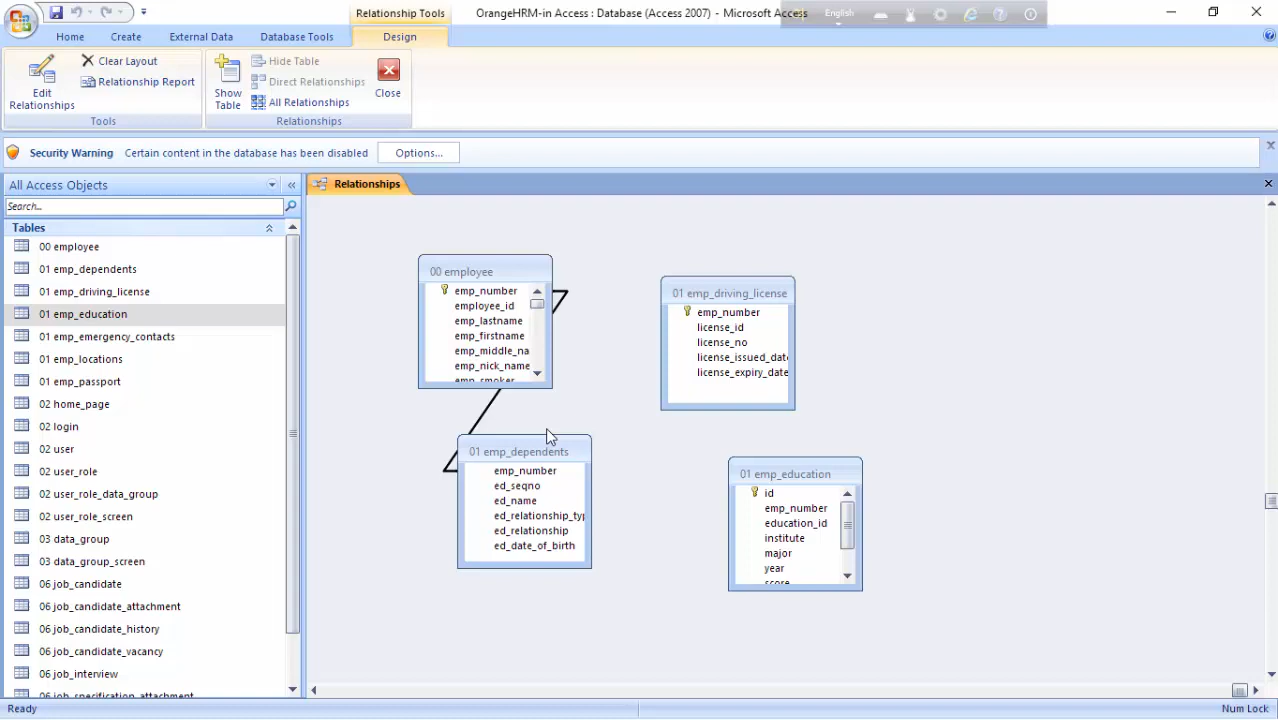 Relationship Tools
OrangeHRM-in Access : Database (Access 2007) - Microsoft Access
English
Home
Create
External Data
Database Tools
Design
Edit
Relationships
Clear Layout
Relationship Report
Tools
Show
Table
Hide Table
Direct Relationships
All Relationships
Close
Relationships
Security Warning
Certain content in the database has been disabled
Options...
All Access Objects
Search...
Tables
00 employee
01 emp_dependents
01 emp_driving_license
01 emp_education
01 emp_emergency_contacts
01 emp_locations
01 emp_passport
02 home_page
02 login
02 user
02 user_role
02 user_role_data_group
02 user_role_screen
03 data_group
03 data_group_screen
06 job_candidate
06 job_candidate_attachment
06 job_candidate_history
06 job_candidate_vacancy
06 job_interview
06 job_specification_attachment
Relationships
00 employee
emp_number
employee_id
emp_lastname
emp_firstname
emp_middle_na
emp_nick_name
emp_smoker
01 emp_driving_license
emp_number
license_id
license_no
license_issued_date
license_expiry_date
01 emp_dependents
emp_number
ed_seqno
ed_name
ed_relationship_typ
ed_relationship
ed_date_of_birth
01 emp_education
id
emp_number
education_id
institute
major
year
score
Ready
Num Lock